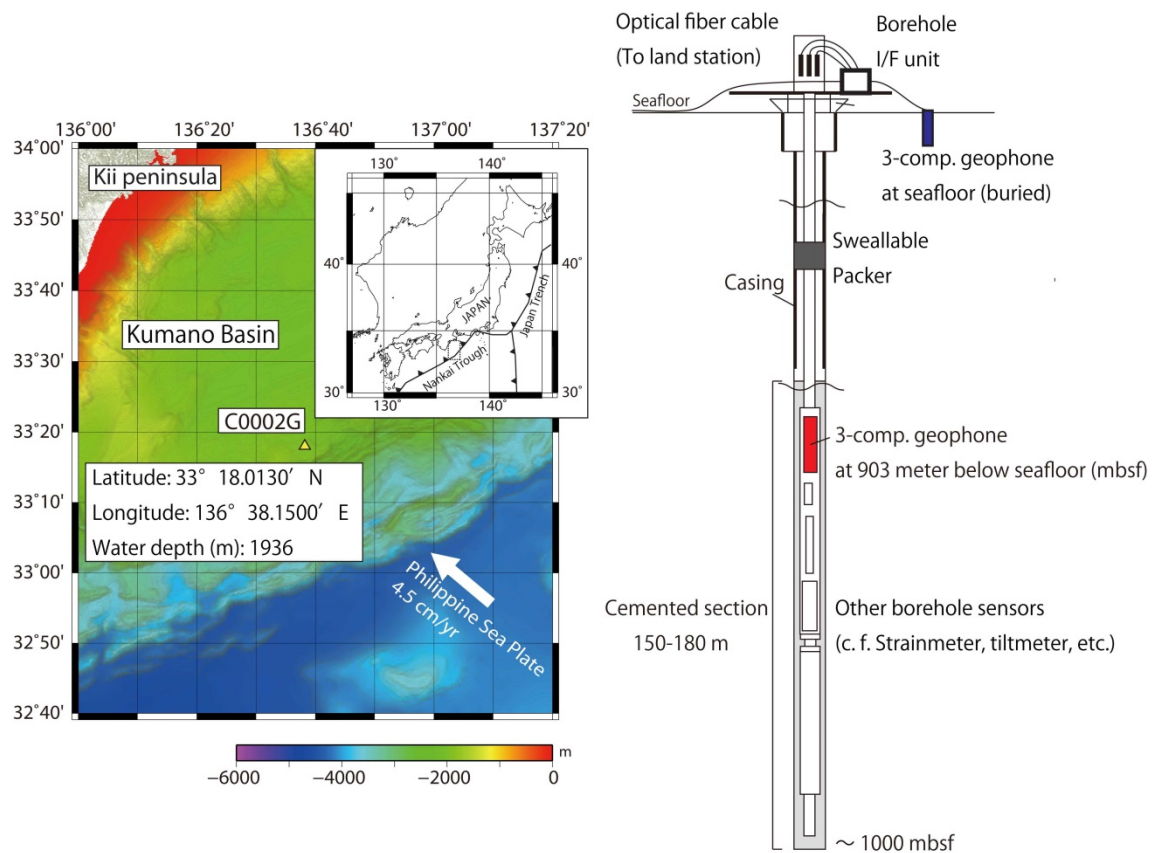 136°00' 136°20' 136°40' 137°00' 137°20'
34°00'
33°50'
33°40'
33°30'
33°20'
33°10'
33°00'
32°50'
32°40'
Kii peninsula
Kumano Basin
C0002G
Latitude: 33° 18.0130′ N
Longitude: 136° 38.1500′ E
Water depth (m): 1936
Philippine Sea Plate
4.5 cm/yr
130° 140°
40° 40°
30° 30°
130° 140°
JAPAN
Japan Trench
Nankai Trough
m
−6000 −4000 −2000 0
Optical fiber cable
(To land station)
Borehole
I/F unit
Seafloor
3-comp. geophone
at seafloor (buried)
Sweallable
Packer
Casing
3-comp. geophone
at 903 meter below seafloor (mbsf)
Cemented section
150-180 m
Other borehole sensors
(c. f. Strainmeter, tiltmeter, etc.)
～ 1000 mbsf